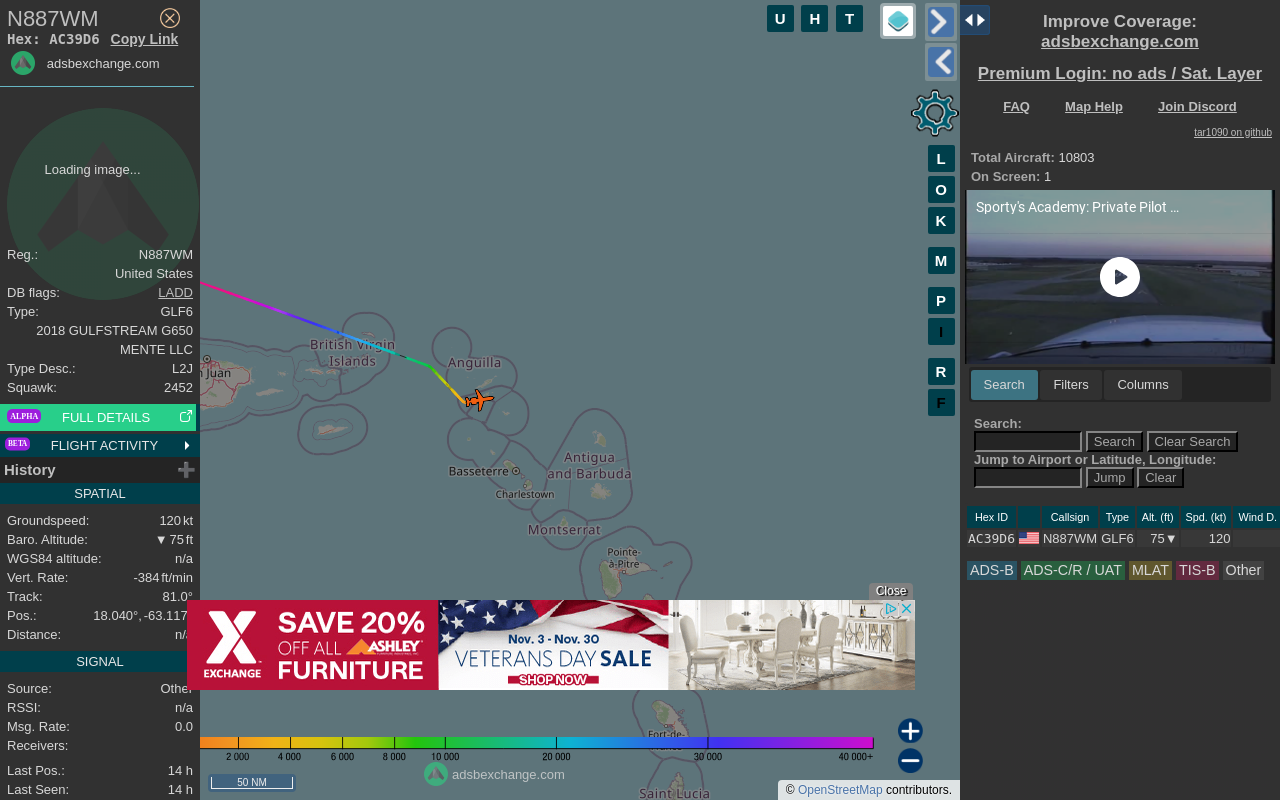 N887WM
Hex: AC39D6 Copy Link
adsbexchange.com
Loading image...
Reg.: N887WM
United States
DB flags: LADD
Type: GLF6
2018 GULFSTREAM G650
MENTE LLC
Type Desc.: L2J
Squawk: 2452
ALPHA FULL DETAILS
BETA FLIGHT ACTIVITY
History
SPATIAL
Groundspeed: 120 kt
Baro. Altitude: ▼ 75 ft
WGS84 altitude: n/a
Vert. Rate: -384 ft/min
Track: 81.0°
Pos.: 18.040°, -63.117
Distance: n/a
SIGNAL
Source: Other
RSSI: n/a
Msg. Rate: 0.0
Receivers:
Last Pos.: 14 h
Last Seen: 14 h
U H T
L
O
K
M
P
I
R
F
British Virgin
Islands
Anguilla
n Juan
Antigua
and Barbuda
Basseterre
Charlestown
Montserrat
Pointe-
à-Pitre
Close
X
EXCHANGE
SAVE 20%
OFF ALL ASHLEY
FURNITURE
Nov. 3 - Nov. 30
VETERANS DAY SALE
SHOP NOW
Fort-de-
Saint Lucia
2 000 4 000 6 000 8 000 10 000 20 000 30 000 40 000+
50 NM
adsbexchange.com
© OpenStreetMap contributors.
Improve Coverage:
adsbexchange.com
Premium Login: no ads / Sat. Layer
FAQ Map Help Join Discord
tar1090 on github
Total Aircraft: 10803
On Screen: 1
Sporty's Academy: Private Pilot ...
Search Filters Columns
Search:
Search Clear Search
Jump to Airport or Latitude, Longitude:
Jump Clear
Hex ID Callsign Type Alt. (ft) Spd. (kt) Wind D.
AC39D6 N887WM GLF6 75▼ 120
ADS-B ADS-C/R / UAT MLAT TIS-B Other